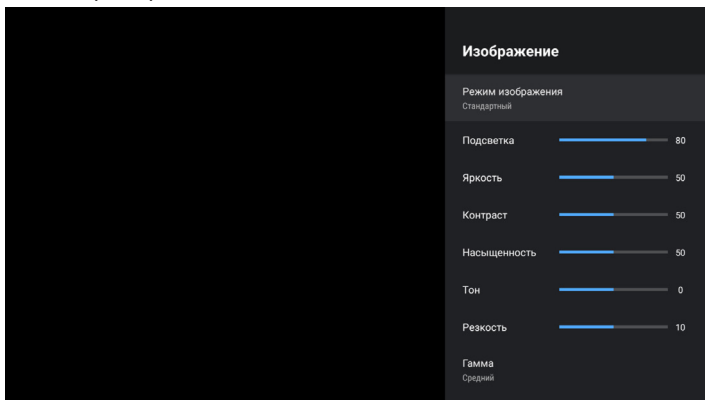 Изображение
Режим изображения
Стандартный
Подсветка 80
Яркость 50
Контраст 50
Насыщенность 50
Тон 0
Резкость 10
Гамма
Средний